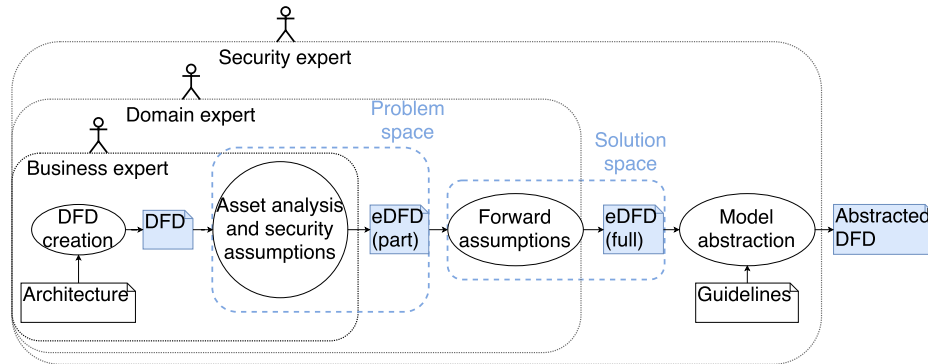 Security expert
Domain expert
Problem
space
Business expert
Solution
space
DFD
creation
DFD
Asset analysis
and security
assumptions
eDFD
(part)
Forward
assumptions
eDFD
(full)
Model
abstraction
Abstracted
DFD
Architecture
Guidelines